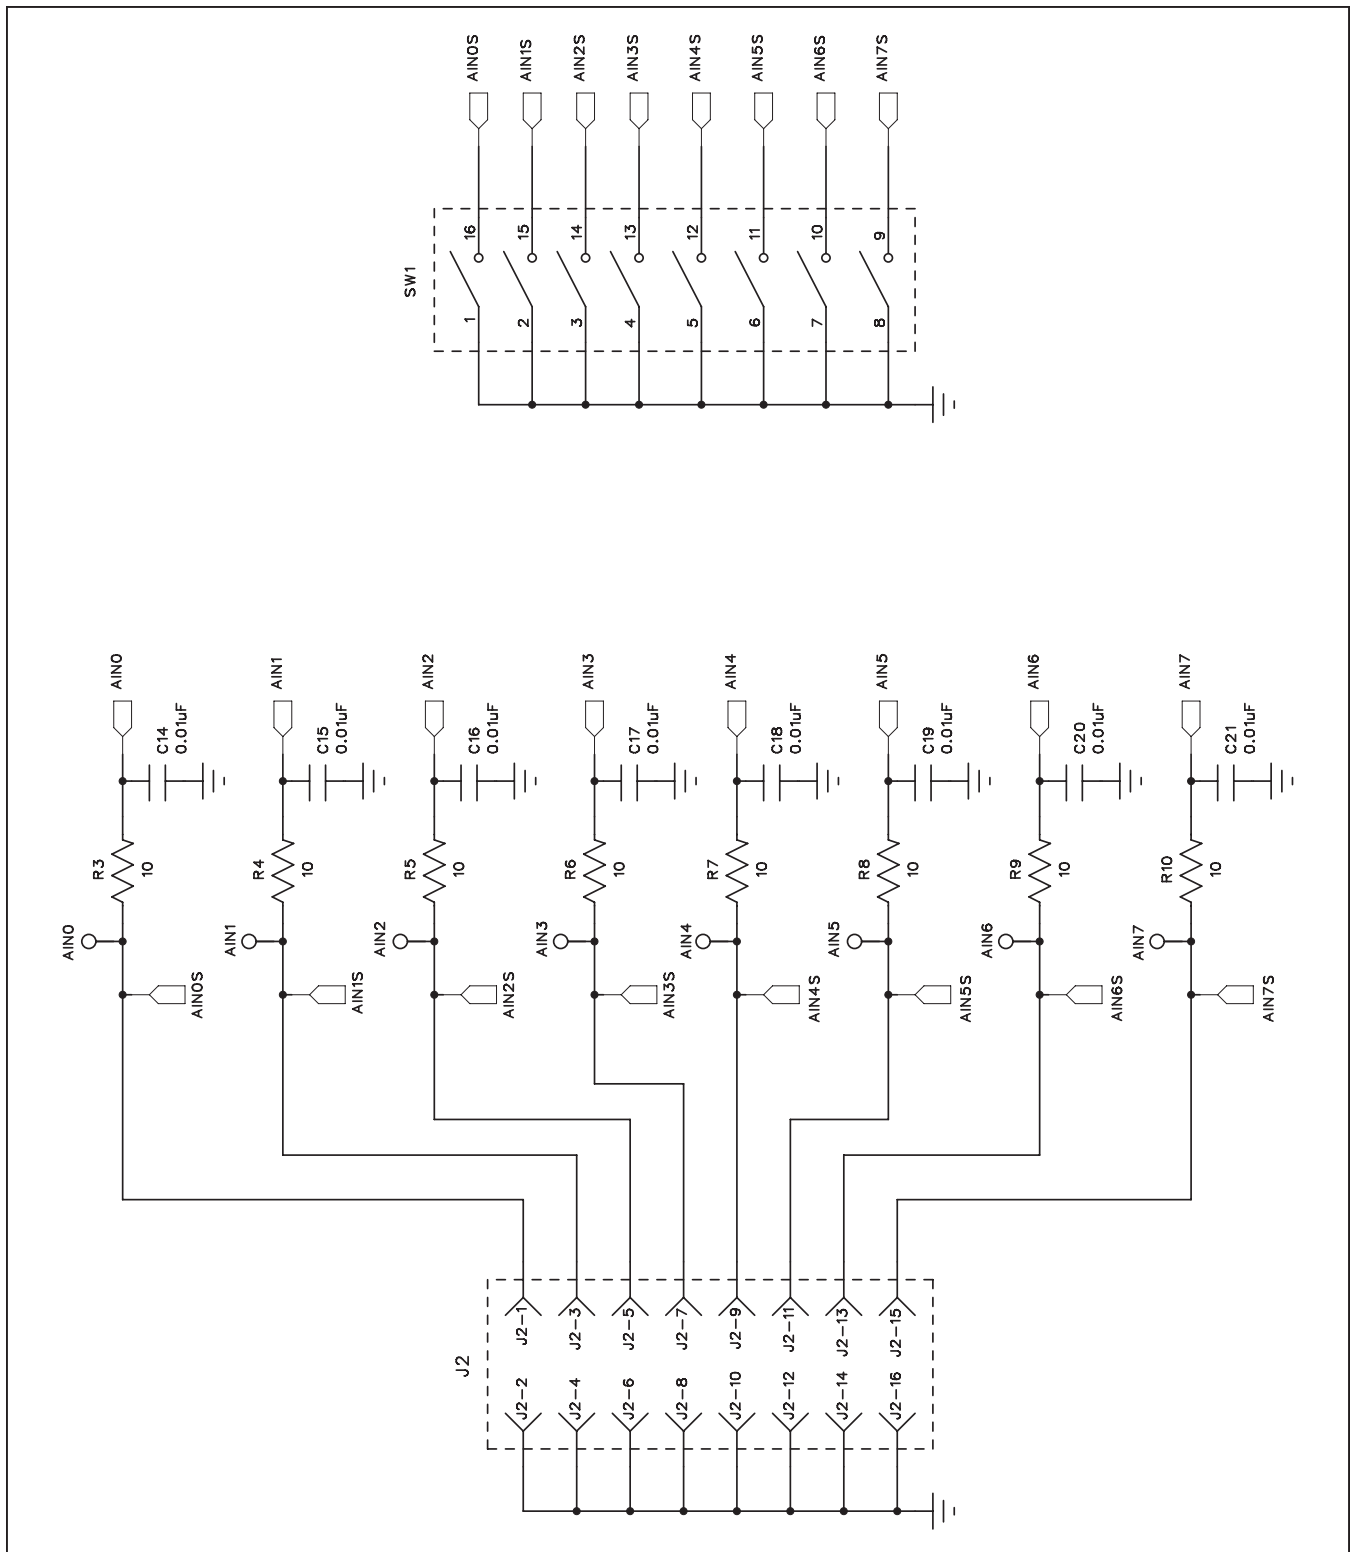 AIN0S
AIN1S
AIN2S
AIN3S
AIN4S
AIN5S
AIN6S
AIN7S
SW1
16
15
14
13
12
11
10
9
1
2
3
4
5
6
7
8
AIN0
AIN1
AIN2
AIN3
AIN4
AIN5
AIN6
AIN7
C14
0.01uF
C15
0.01uF
C16
0.01uF
C17
0.01uF
C18
0.01uF
C19
0.01uF
C20
0.01uF
C21
0.01uF
R3
10
R4
10
R5
10
R6
10
R7
10
R8
10
R9
10
R10
10
AIN0
AIN1
AIN2
AIN3
AIN4
AIN5
AIN6
AIN7
AIN0S
AIN1S
AIN2S
AIN3S
AIN4S
AIN5S
AIN6S
AIN7S
J2
J2-1
J2-3
J2-5
J2-7
J2-9
J2-11
J2-13
J2-15
J2-2
J2-4
J2-6
J2-8
J2-10
J2-12
J2-14
J2-16